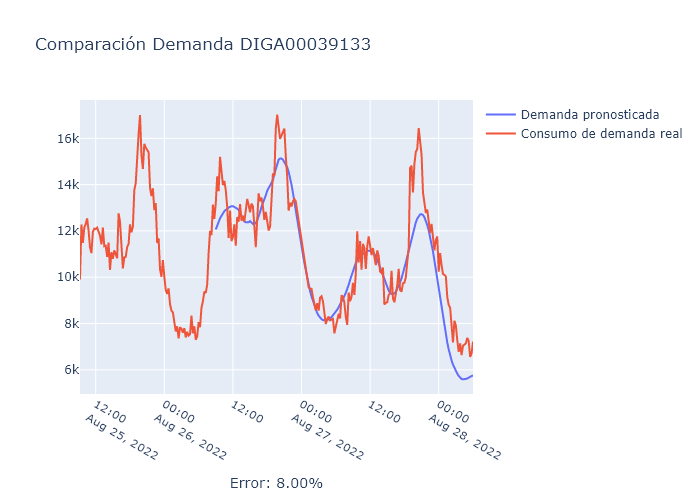 Comparación Demanda DIGA00039133
Demanda pronosticada
Consumo de demanda real
16k
14k
12k
10k
8k
6k
12:00
Aug 25, 2022
00:00
Aug 26, 2022
12:00
00:00
Aug 27, 2022
12:00
00:00
Aug 28, 2022
Error: 8.00%